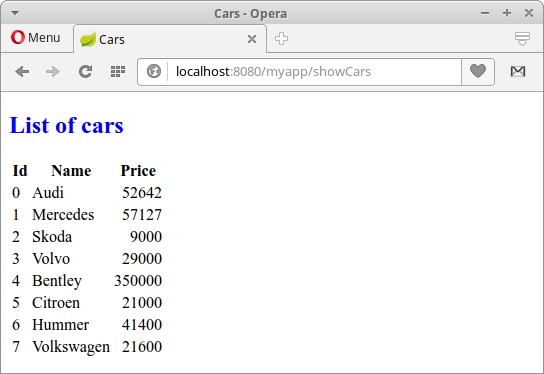 Cars - Opera
Menu Cars
localhost:8080/myapp/showCars
List of cars
Id Name Price
0 Audi 52642
1 Mercedes 57127
2 Skoda 9000
3 Volvo 29000
4 Bentley 350000
5 Citroen 21000
6 Hummer 41400
7 Volkswagen 21600